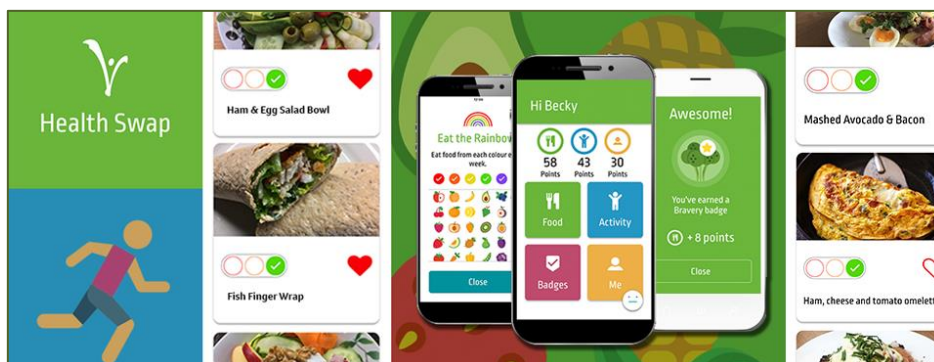 Health Swap
Ham & Egg Salad Bowl
Fish Finger Wrap
Eat the Rainbow
Eat food from each colour e
week.
Close
Hi Becky
58
Points
43
Points
30
Points
Food
Activity
Badges
Me
Awesome!
You've earned a
Bravery badge
+ 8 points
Close
Mashed Avocado & Bacon
Ham, cheese and tomato omelett